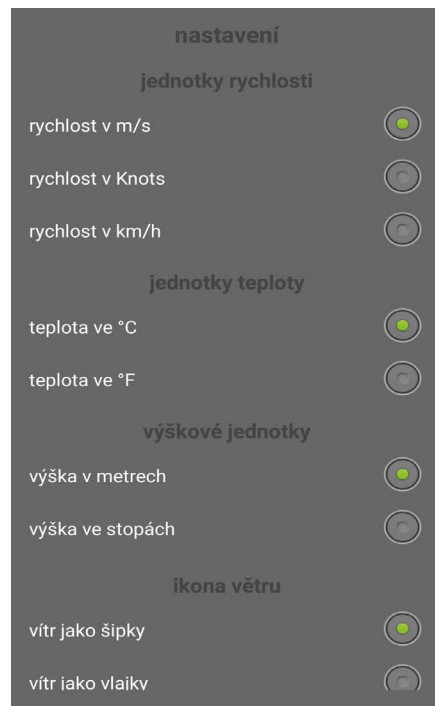 nastavení
jednotky rychlosti
rychlost v m/s
rychlost v Knots
rychlost v km/h
jednotky teploty
teplota ve °C
teplota ve °F
výškové jednotky
výška v metrech
výška ve stopách
ikona větru
vítr jako šipky
vítr jako vlajky